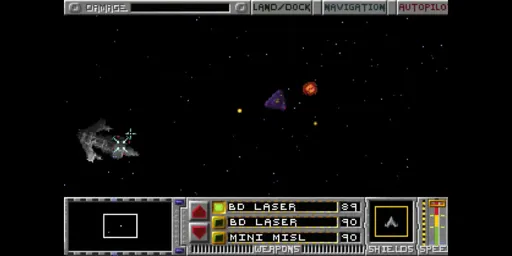 DAMAGE LAND/DOCK NAVIGATION AUTOPILO
BD LASER 89
BD LASER 90
MINI MISL 90
WEAPONS SHIELDS SPEE